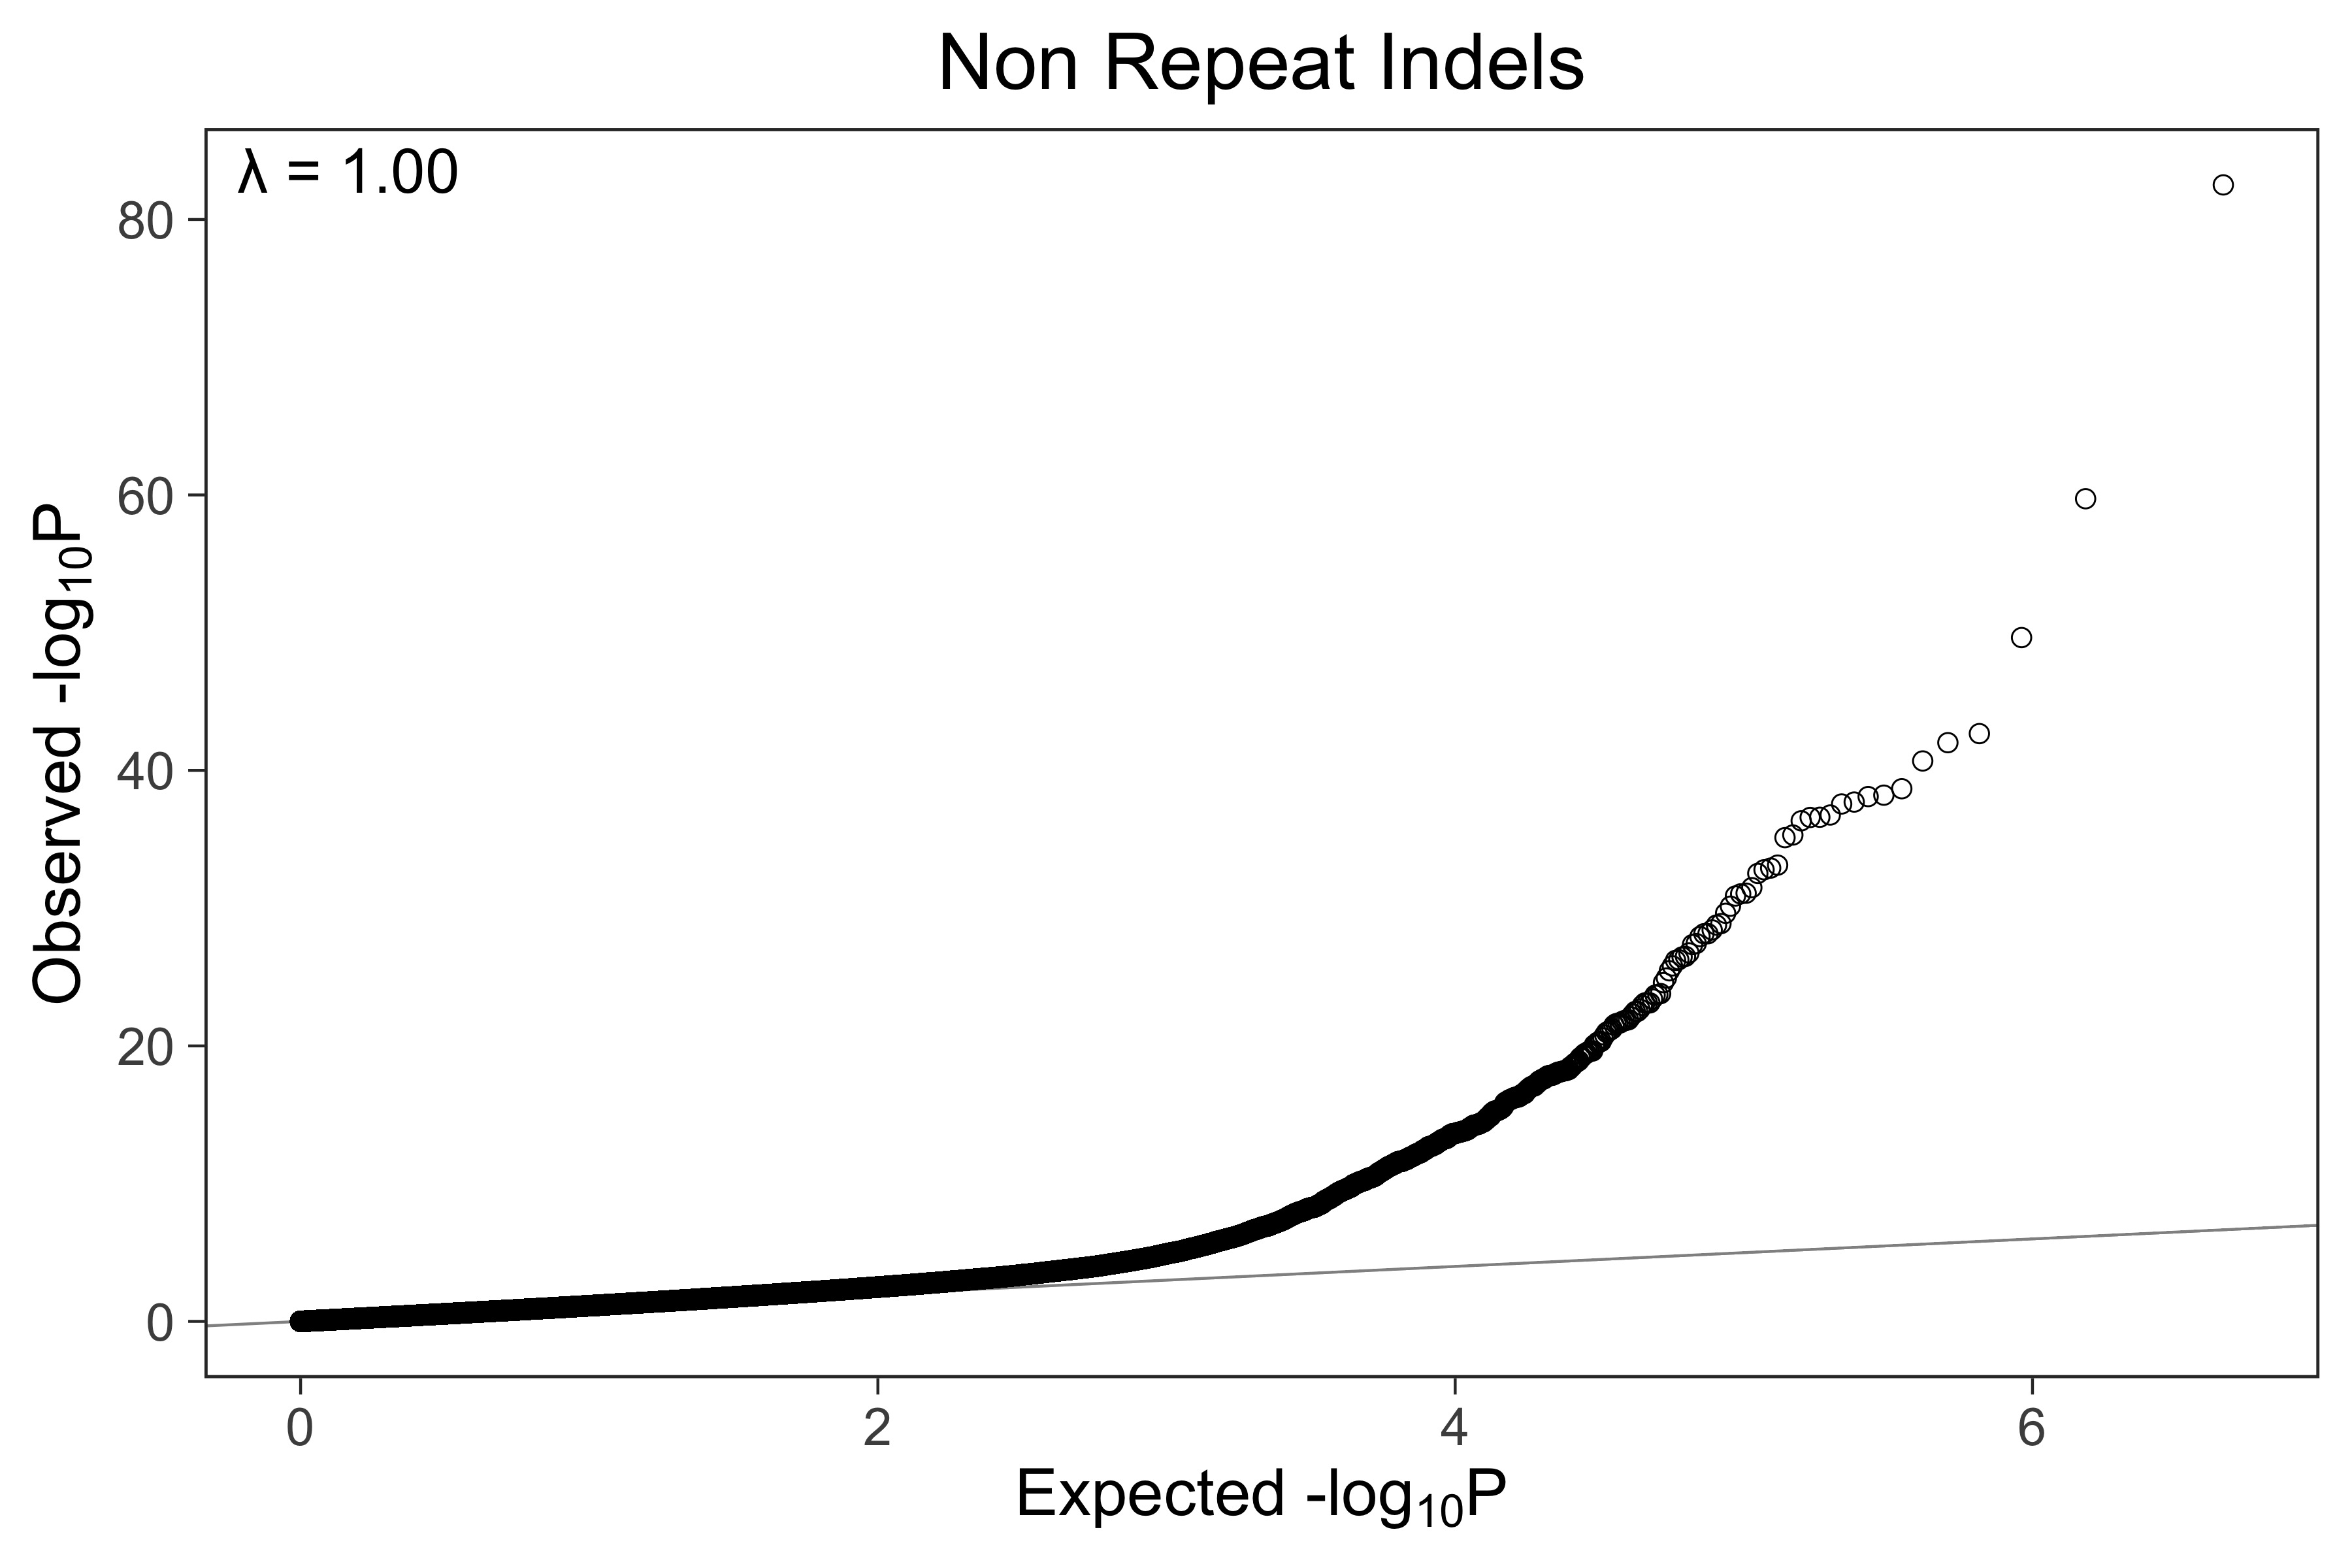 Non Repeat Indels
λ = 1.00
80
60
40
20
0
Observed -log₁₀P
0 2 4 6
Expected -log₁₀P